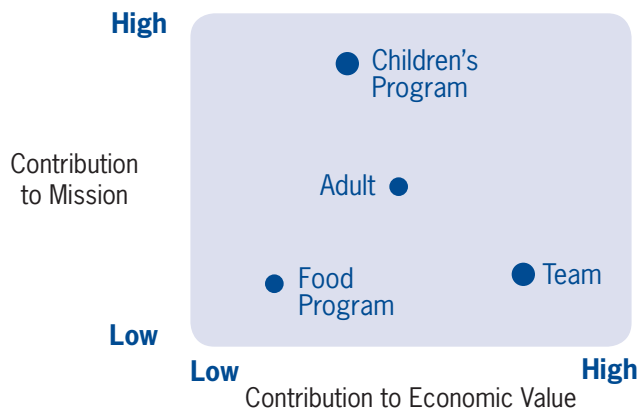 High
Children's
Program
Contribution
to Mission
Adult
Food
Program
Team
Low
Low
High
Contribution to Economic Value